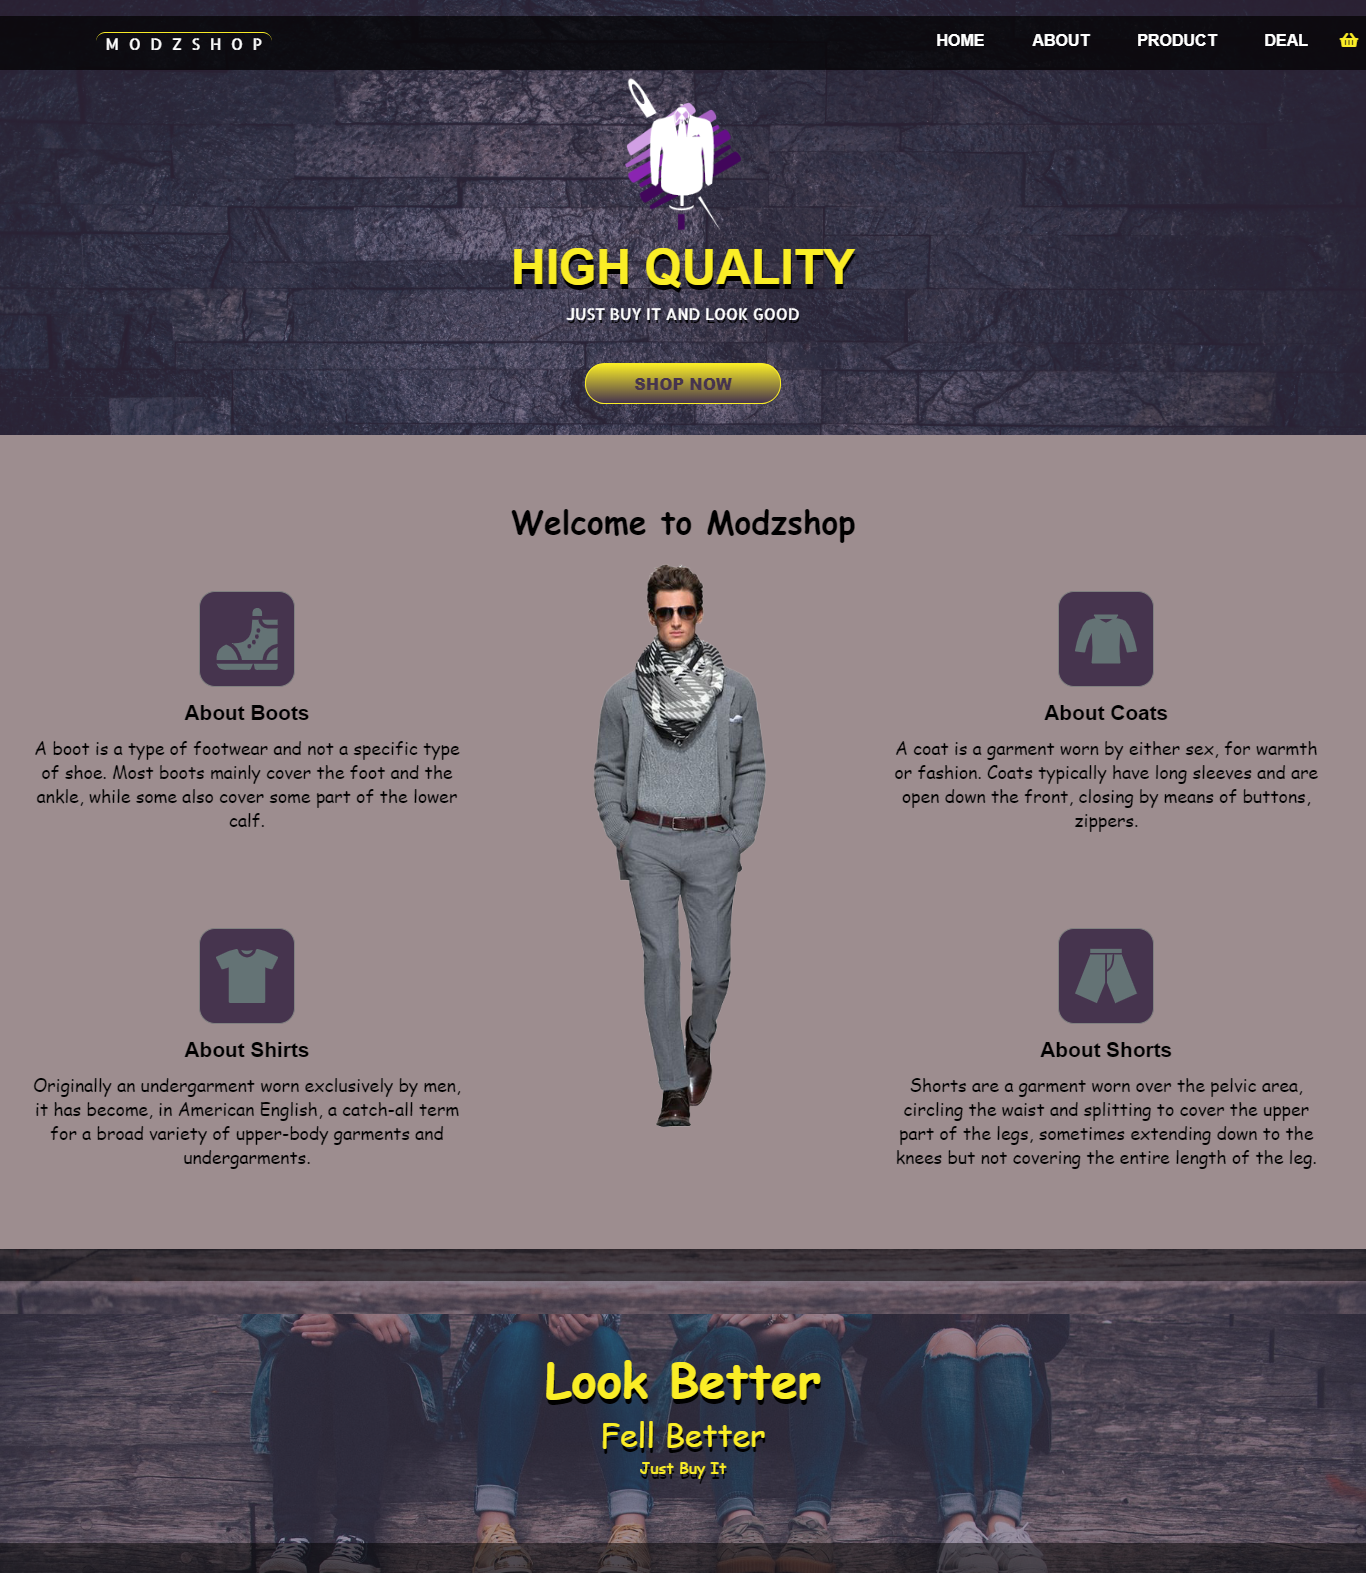 MODZSHOP
HOME ABOUT PRODUCT DEAL
HIGH QUALITY
JUST BUY IT AND LOOK GOOD
SHOP NOW
Welcome to Modzshop
About Boots
A boot is a type of footwear and not a specific type
of shoe. Most boots mainly cover the foot and the
ankle, while some also cover some part of the lower
calf.
About Coats
A coat is a garment worn by either sex, for warmth
or fashion. Coats typically have long sleeves and are
open down the front, closing by means of buttons,
zippers.
About Shirts
Originally an undergarment worn exclusively by men,
it has become, in American English, a catch-all term
for a broad variety of upper-body garments and
undergarments.
About Shorts
Shorts are a garment worn over the pelvic area,
circling the waist and splitting to cover the upper
part of the legs, sometimes extending down to the
knees but not covering the entire length of the leg.
Look Better
Fell Better
Just Buy It